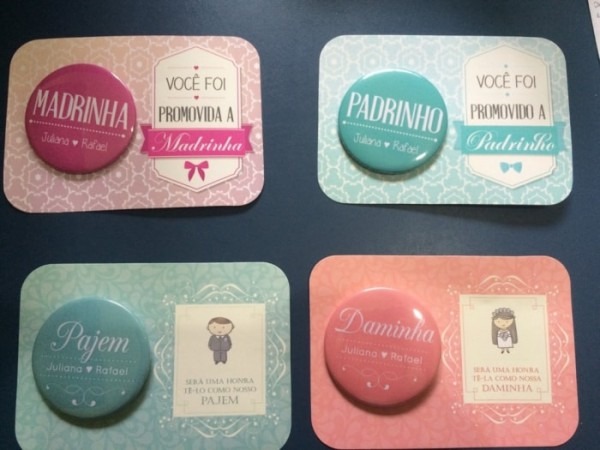 MADRINHA
Juliana ♥ Rafael
VOCÊ FOI
PROMOVIDA A
Madrinha
PADRINHO
Juliana ♥ Rafael
VOCÊ FOI
PROMOVIDO A
Padrinho
Pajem
Juliana ♥ Rafael
SERÁ UMA HONRA
TÊ-LO COMO NOSSO
PAJEM
Daminha
Juliana ♥ Rafael
SERÁ UMA HONRA
TÊ-LA COMO NOSSA
DAMINHA